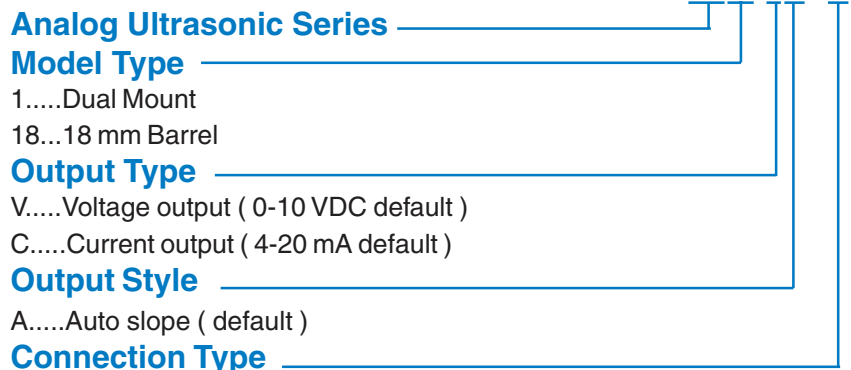 Analog Ultrasonic Series
Model Type
1.....Dual Mount
18...18 mm Barrel
Output Type
V.....Voltage output ( 0-10 VDC default )
C.....Current output ( 4-20 mA default )
Output Style
A.....Auto slope ( default )
Connection Type